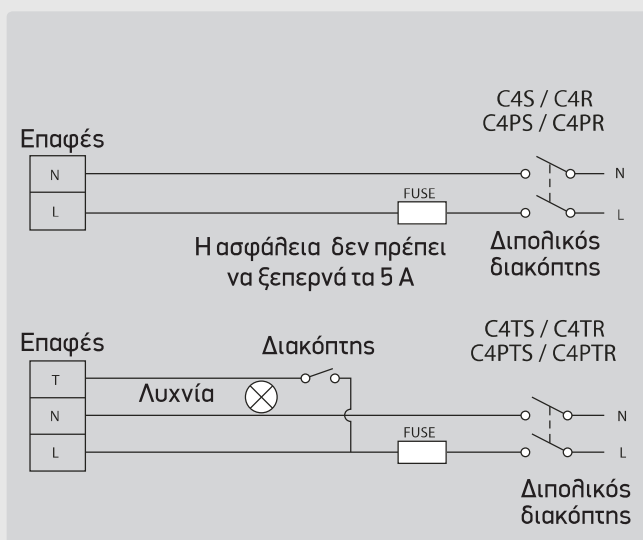 C4S / C4R
C4PS / C4PR
Επαφές
N
N
FUSE
L
L
Η ασφάλεια δεν πρέπει
να ξεπερνά τα 5 Α
Διπολικός
διακόπτης
C4TS / C4TR
C4PTS / C4PTR
Επαφές
Διακόπτης
T
Λυχνία
N
N
FUSE
L
L
Διπολικός
διακόπτης